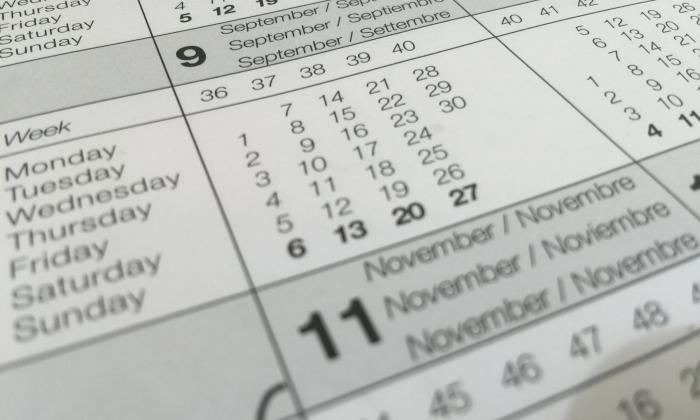 Thursday
Friday
Saturday
Sunday
4
5 12 19
9
September / Septiembre
September / Settembre
40 41 42
Week
36 37 38 39 40
Monday 7 14 21 28
Tuesday 1 8 15 22 29
Wednesday 2 9 16 23 30
Thursday 3 10 17 24
Friday 4 11 18 25
Saturday 5 12 19 26
Sunday 6 13 20 27
5 12 19 26
6 13 20
7 14 21
1 8 15
2 9 16
3 10
4 11
11
November / Novembre
November / Noviembre
November / Novembre
45 46 47 48
16